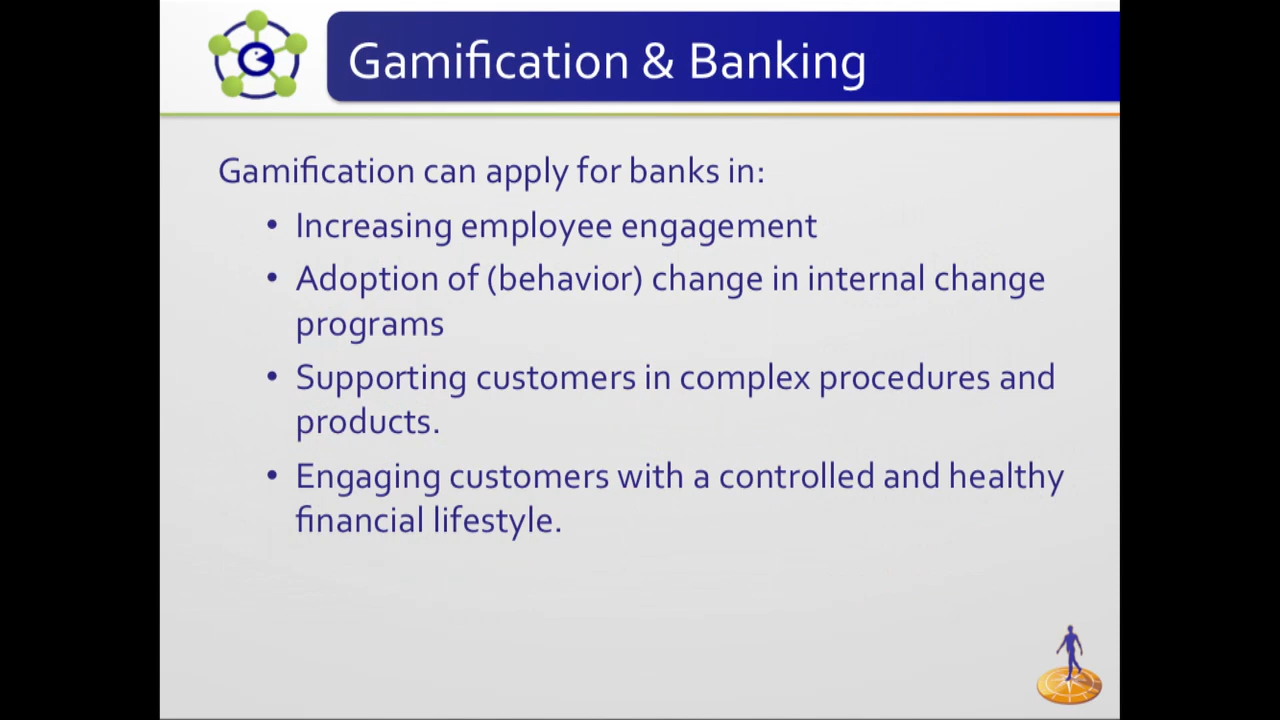 Gamification & Banking
Gamification can apply for banks in:
• Increasing employee engagement
• Adoption of (behavior) change in internal change
programs
• Supporting customers in complex procedures and
products.
• Engaging customers with a controlled and healthy
financial lifestyle.